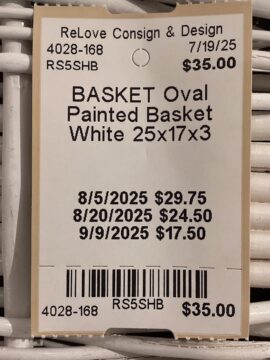 ReLove Consign & Design
4028-168 7/19/25
RS5SHB $35.00
BASKET Oval
Painted Basket
White 25x17x3
8/5/2025 $29.75
8/20/2025 $24.50
9/9/2025 $17.50
RS5SHB
4028-168 $35.00